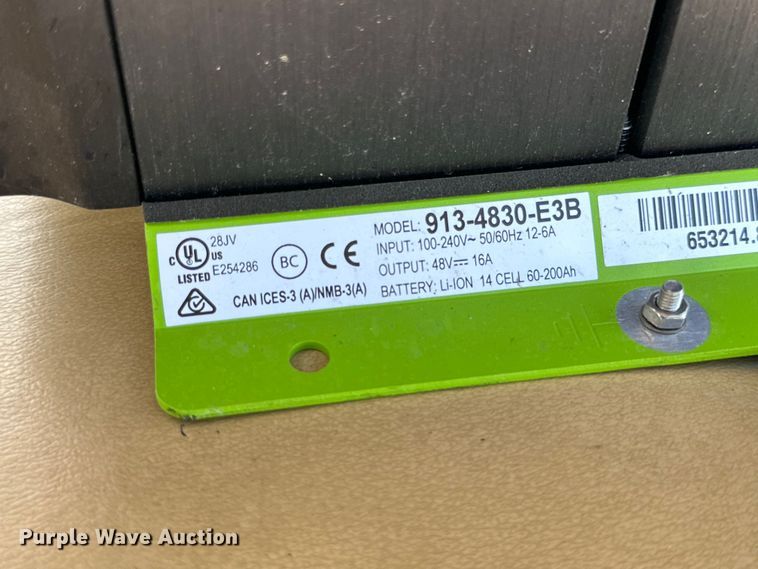 28JV
C UL US
LISTED E254286
BC CE
CAN ICES-3 (A)/NMB-3(A)
MODEL: 913-4830-E3B
INPUT: 100-240V~ 50/60Hz 12-6A
OUTPUT: 48V⎓ 16A
BATTERY: Li-ION 14 CELL 60-200Ah
653214.
Purple Wave Auction